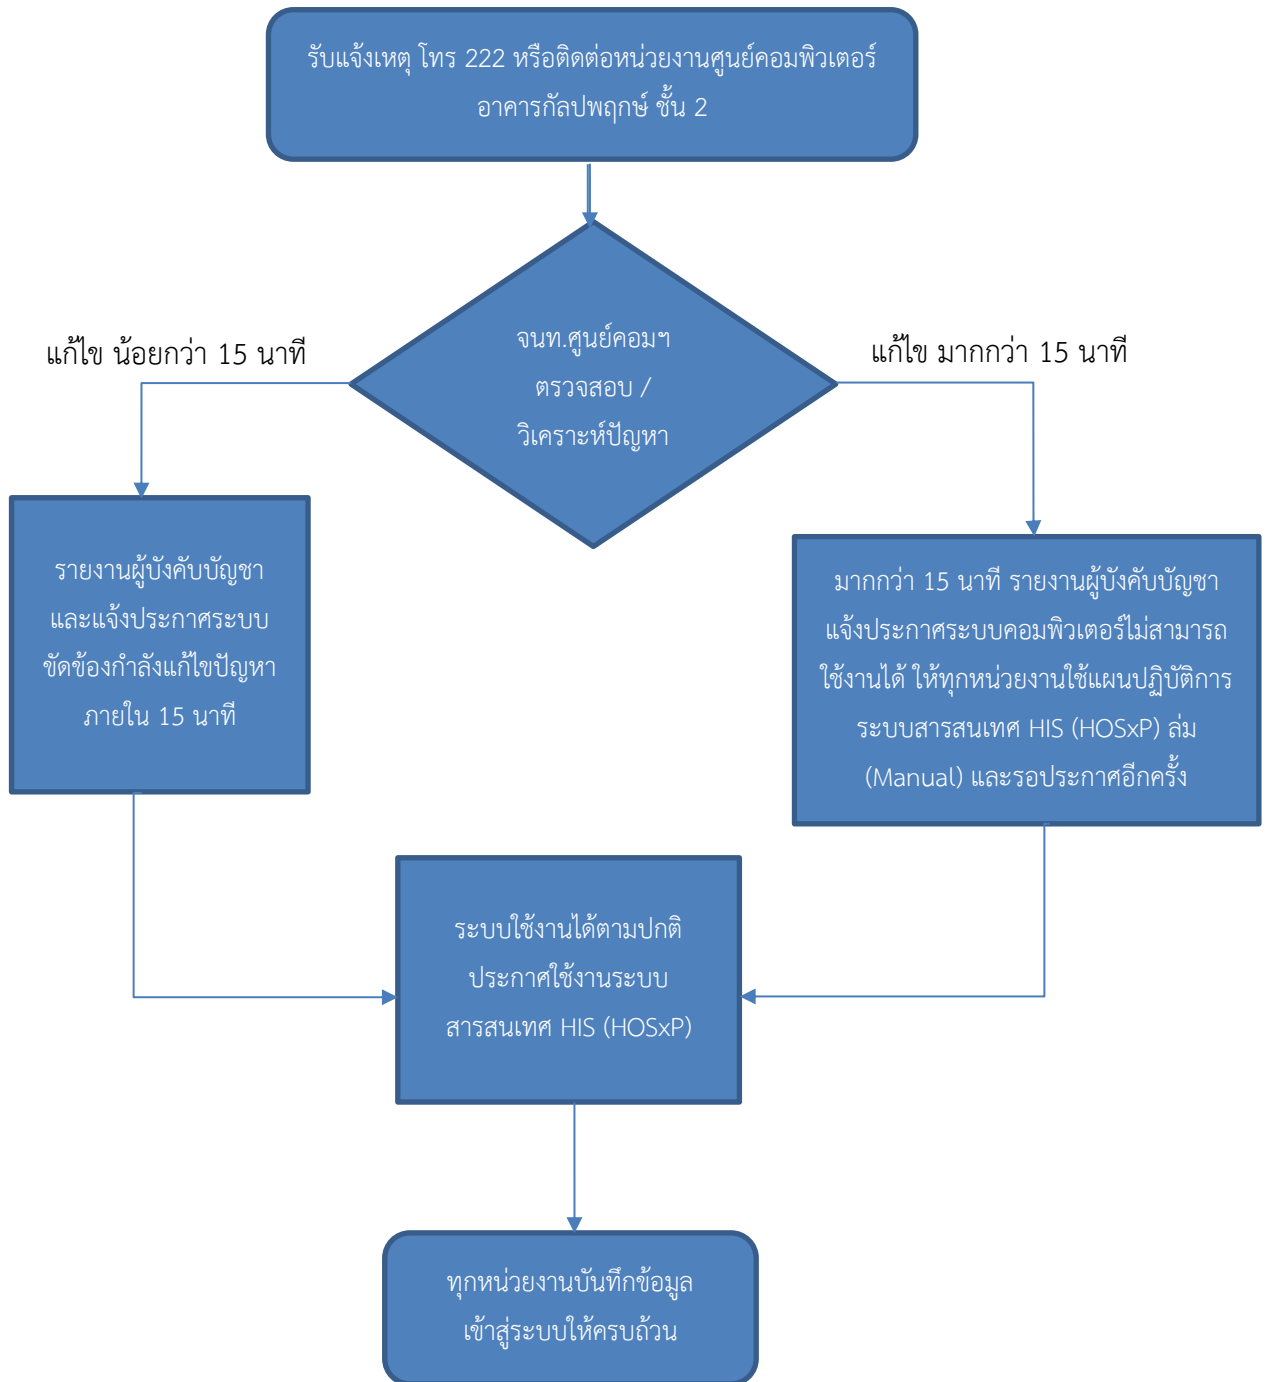 รับแจ้งเหตุ โทร 222 หรือติดต่อหน่วยงานศูนย์คอมพิวเตอร์
อาคารกัลปพฤกษ์ ชั้น 2
จนท.ศูนย์คอมฯ
ตรวจสอบ /
วิเคราะห์ปัญหา
แก้ไข น้อยกว่า 15 นาที
แก้ไข มากกว่า 15 นาที
รายงานผู้บังคับบัญชา
และแจ้งประกาศระบบ
ขัดข้องกำลังแก้ไขปัญหา
ภายใน 15 นาที
มากกว่า 15 นาที รายงานผู้บังคับบัญชา
แจ้งประกาศระบบคอมพิวเตอร์ไม่สามารถ
ใช้งานได้ ให้ทุกหน่วยงานใช้แผนปฏิบัติการ
ระบบสารสนเทศ HIS (HOSxP) ล่ม
(Manual) และรอประกาศอีกครั้ง
ระบบใช้งานได้ตามปกติ
ประกาศใช้งานระบบ
สารสนเทศ HIS (HOSxP)
ทุกหน่วยงานบันทึกข้อมูล
เข้าสู่ระบบให้ครบถ้วน